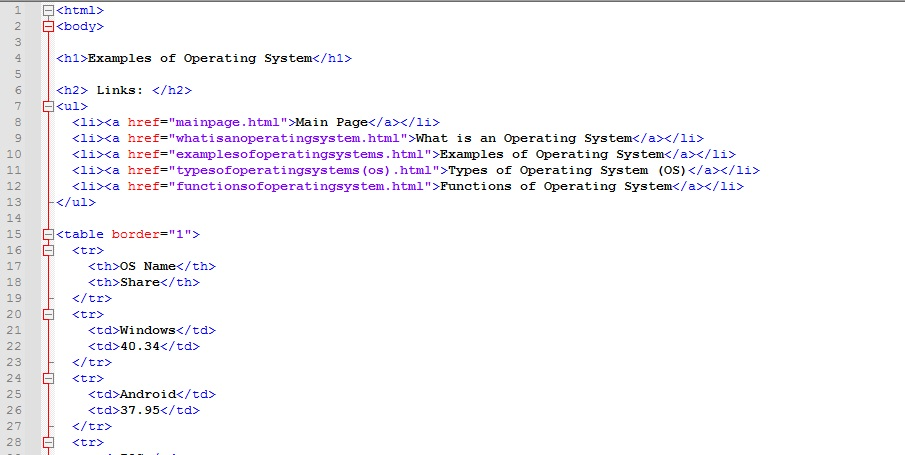 1 <html>
2 <body>
3
4 <h1>Examples of Operating System</h1>
5
6 <h2> Links: </h2>
7 <ul>
8 <li><a href="mainpage.html">Main Page</a></li>
9 <li><a href="whatisanoperatingsystem.html">What is an Operating System</a></li>
10 <li><a href="examplesofoperatingsystems.html">Examples of Operating System</a></li>
11 <li><a href="typesofoperatingsystems(os).html">Types of Operating System (OS)</a></li>
12 <li><a href="functionsofoperatingsystem.html">Functions of Operating System</a></li>
13 </ul>
14
15 <table border="1">
16 <tr>
17 <th>OS Name</th>
18 <th>Share</th>
19 </tr>
20 <tr>
21 <td>Windows</td>
22 <td>40.34</td>
23 </tr>
24 <tr>
25 <td>Android</td>
26 <td>37.95</td>
27 </tr>
28 <tr>